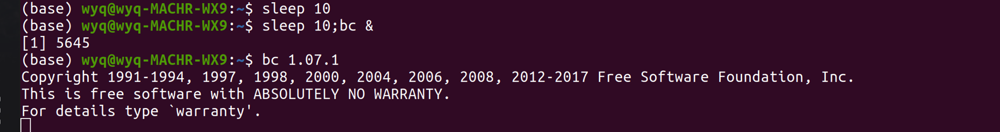 (base) wyq@wyq-MACHR-WX9:~$ sleep 10
(base) wyq@wyq-MACHR-WX9:~$ sleep 10;bc &
[1] 5645
(base) wyq@wyq-MACHR-WX9:~$ bc 1.07.1
Copyright 1991-1994, 1997, 1998, 2000, 2004, 2006, 2008, 2012-2017 Free Software Foundation, Inc.
This is free software with ABSOLUTELY NO WARRANTY.
For details type `warranty'.